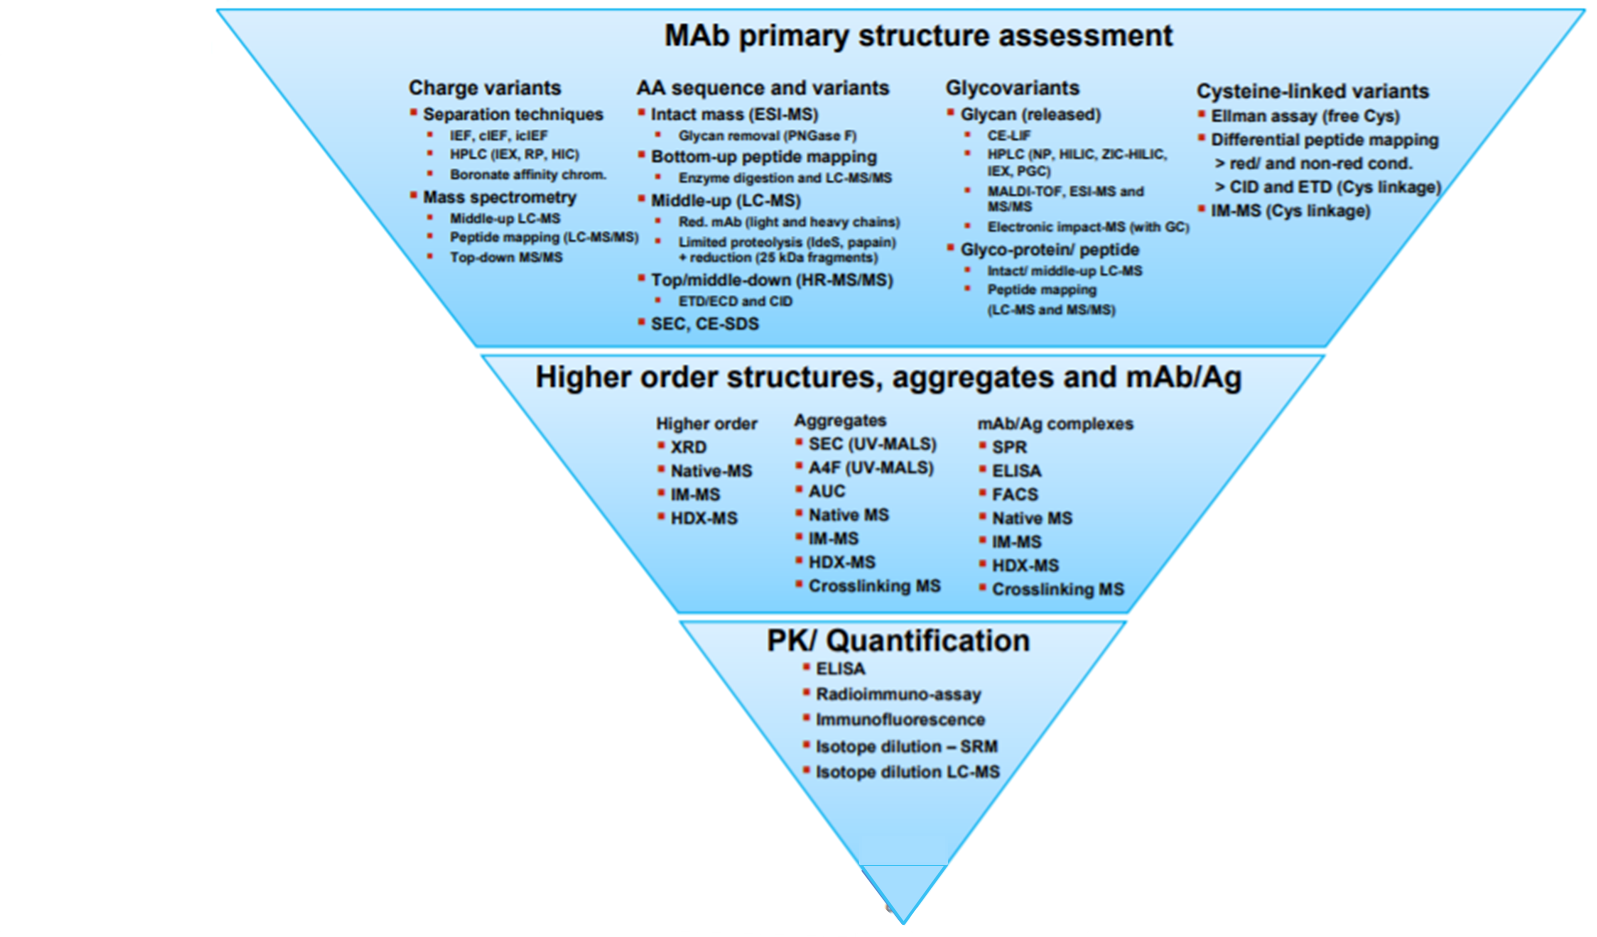 MAb primary structure assessment
Charge variants
Separation techniques
IEF, cIEF, icIEF
HPLC (IEX, RP, HIC)
Boronate affinity chrom.
Mass spectrometry
Middle-up LC-MS
Peptide mapping (LC-MS/MS)
Top-down MS/MS
AA sequence and variants
Intact mass (ESI-MS)
Glycan removal (PNGase F)
Bottom-up peptide mapping
Enzyme digestion and LC-MS/MS
Middle-up (LC-MS)
Red. mAb (light and heavy chains)
Limited proteolysis (IdeS, papain)
+ reduction (25 kDa fragments)
Top/middle-down (HR-MS/MS)
ETD/ECD and CID
SEC, CE-SDS
Glycovariants
Glycan (released)
CE-LIF
HPLC (NP, HILIC, ZIC-HILIC,
IEX, PGC)
MALDI-TOF, ESI-MS and
MS/MS
Electronic impact-MS (with GC)
Glyco-protein/ peptide
Intact/ middle-up LC-MS
Peptide mapping
(LC-MS and MS/MS)
Cysteine-linked variants
Ellman assay (free Cys)
Differential peptide mapping
> red/ and non-red cond.
> CID and ETD (Cys linkage)
IM-MS (Cys linkage)
Higher order structures, aggregates and mAb/Ag
Higher order
XRD
Native-MS
IM-MS
HDX-MS
Aggregates
SEC (UV-MALS)
A4F (UV-MALS)
AUC
Native MS
IM-MS
HDX-MS
Crosslinking MS
mAb/Ag complexes
SPR
ELISA
FACS
Native MS
IM-MS
HDX-MS
Crosslinking MS
PK/ Quantification
ELISA
Radioimmuno-assay
Immunofluorescence
Isotope dilution – SRM
Isotope dilution LC-MS